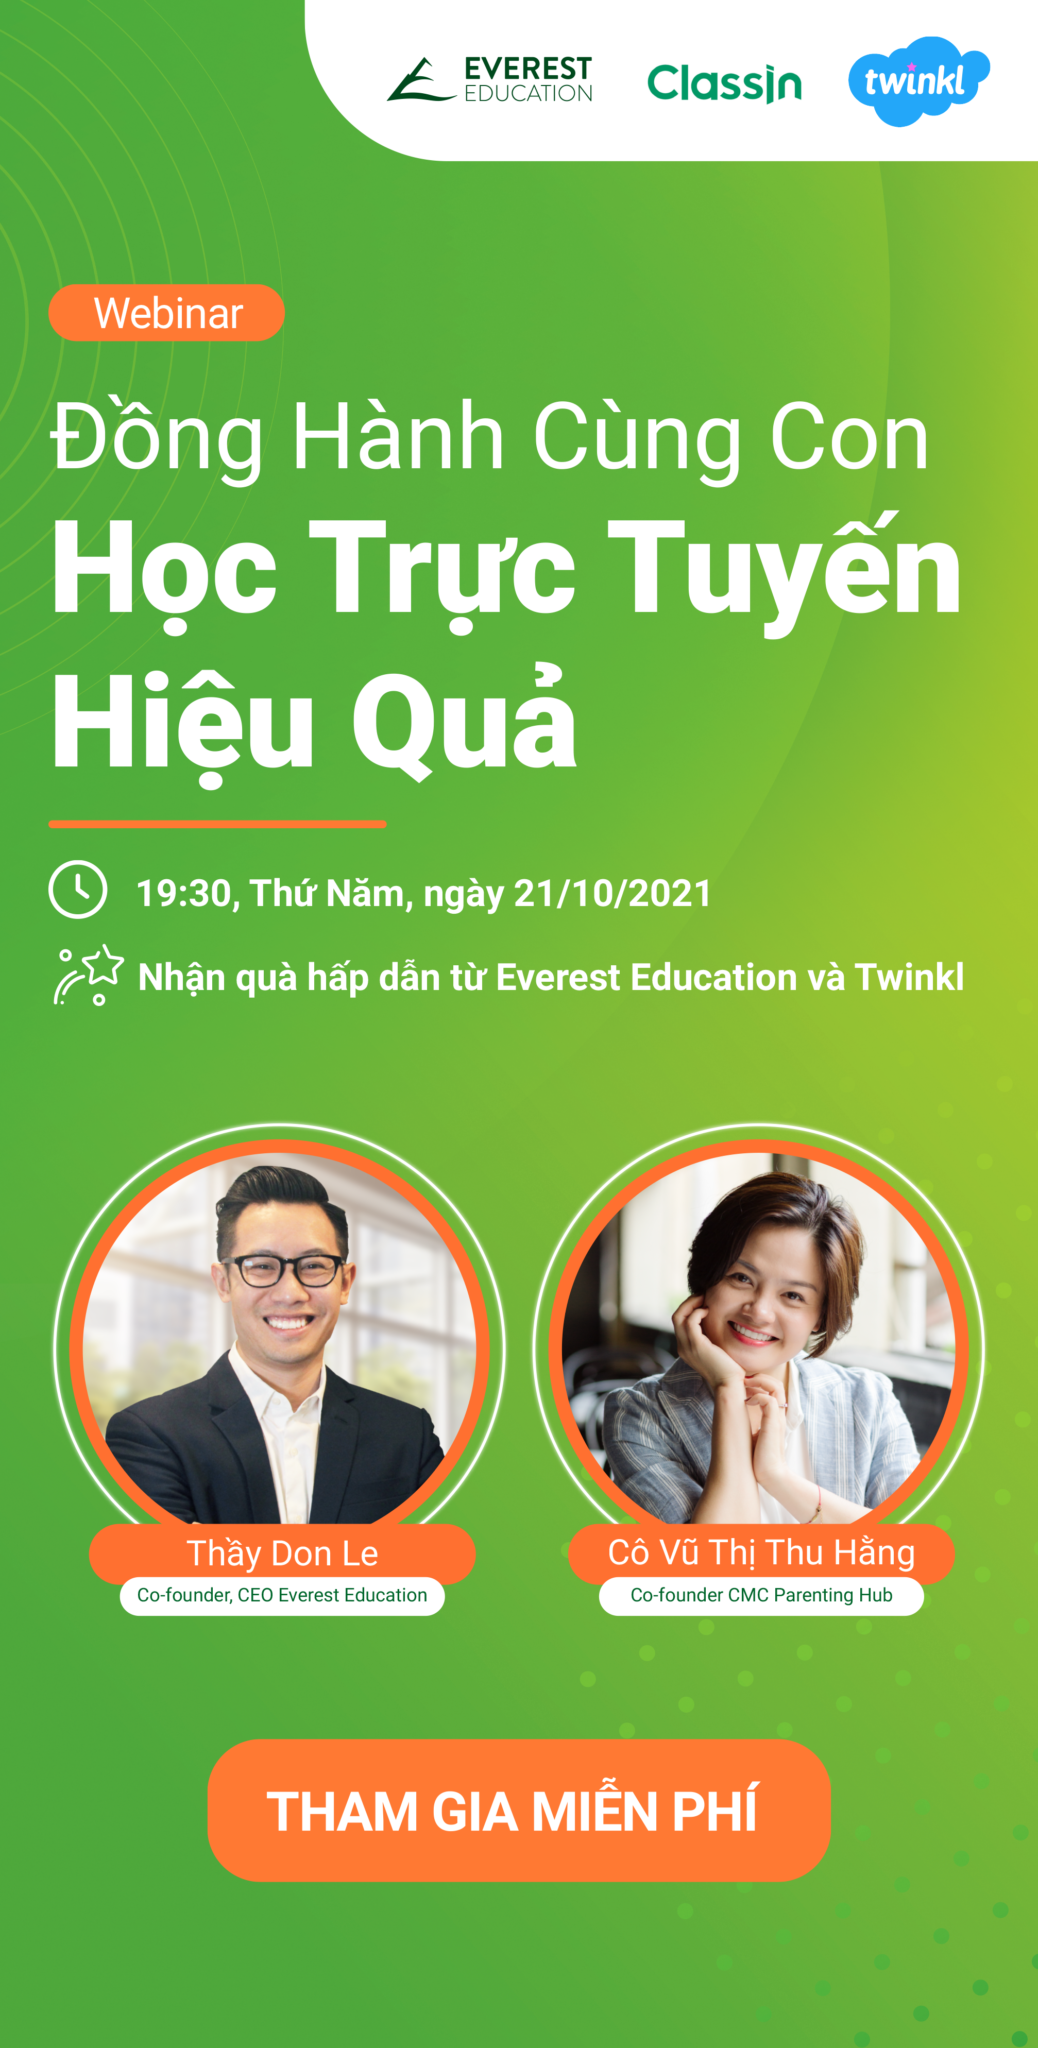 EVEREST
EDUCATION
ClassIn
twinkl
Webinar
Đồng Hành Cùng Con
Học Trực Tuyến
Hiệu Quả
19:30, Thứ Năm, ngày 21/10/2021
Nhận quà hấp dẫn từ Everest Education và Twinkl
Thầy Don Le
Co-founder, CEO Everest Education
Cô Vũ Thị Thu Hằng
Co-founder CMC Parenting Hub
THAM GIA MIỄN PHÍ